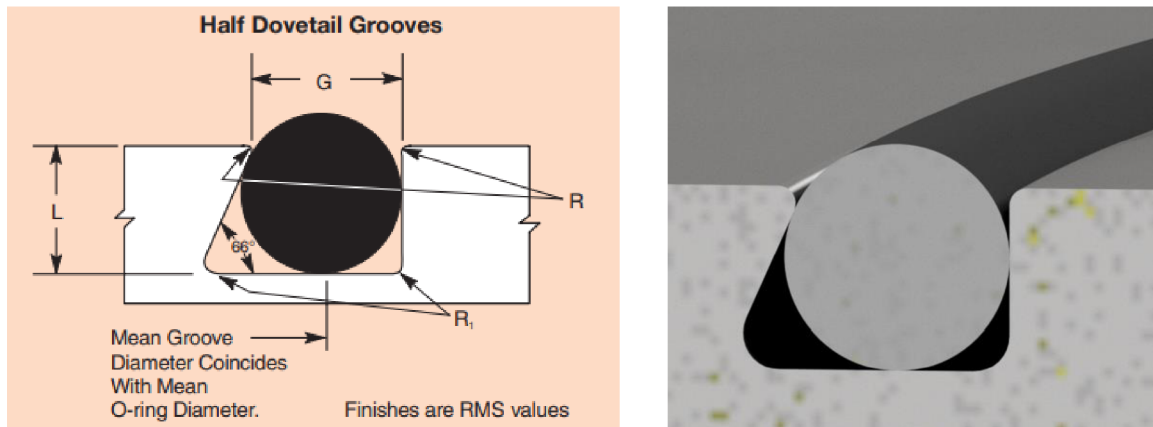 Half Dovetail Grooves
G
L
R
66°
R₁
Mean Groove
Diameter Coincides
With Mean
O-ring Diameter.
Finishes are RMS values